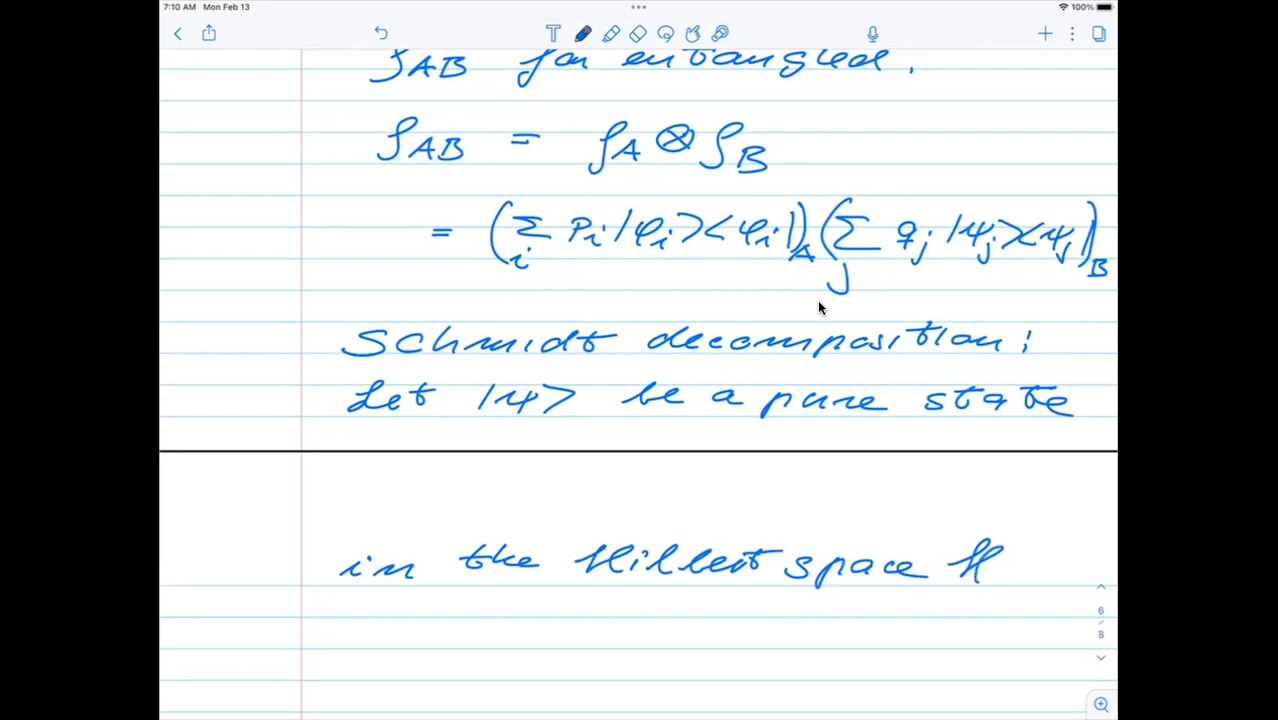 7:10 AM Mon Feb 13
100%
T
ρAB for entangled.
ρAB = ρA ⊗ ρB
= (∑i Pi |φi><φi|)A (∑j qj |ψj><ψj|)B
Schmidt decomposition:
Let |ψ> be a pure state
in the Hilbert space H
6
/
8